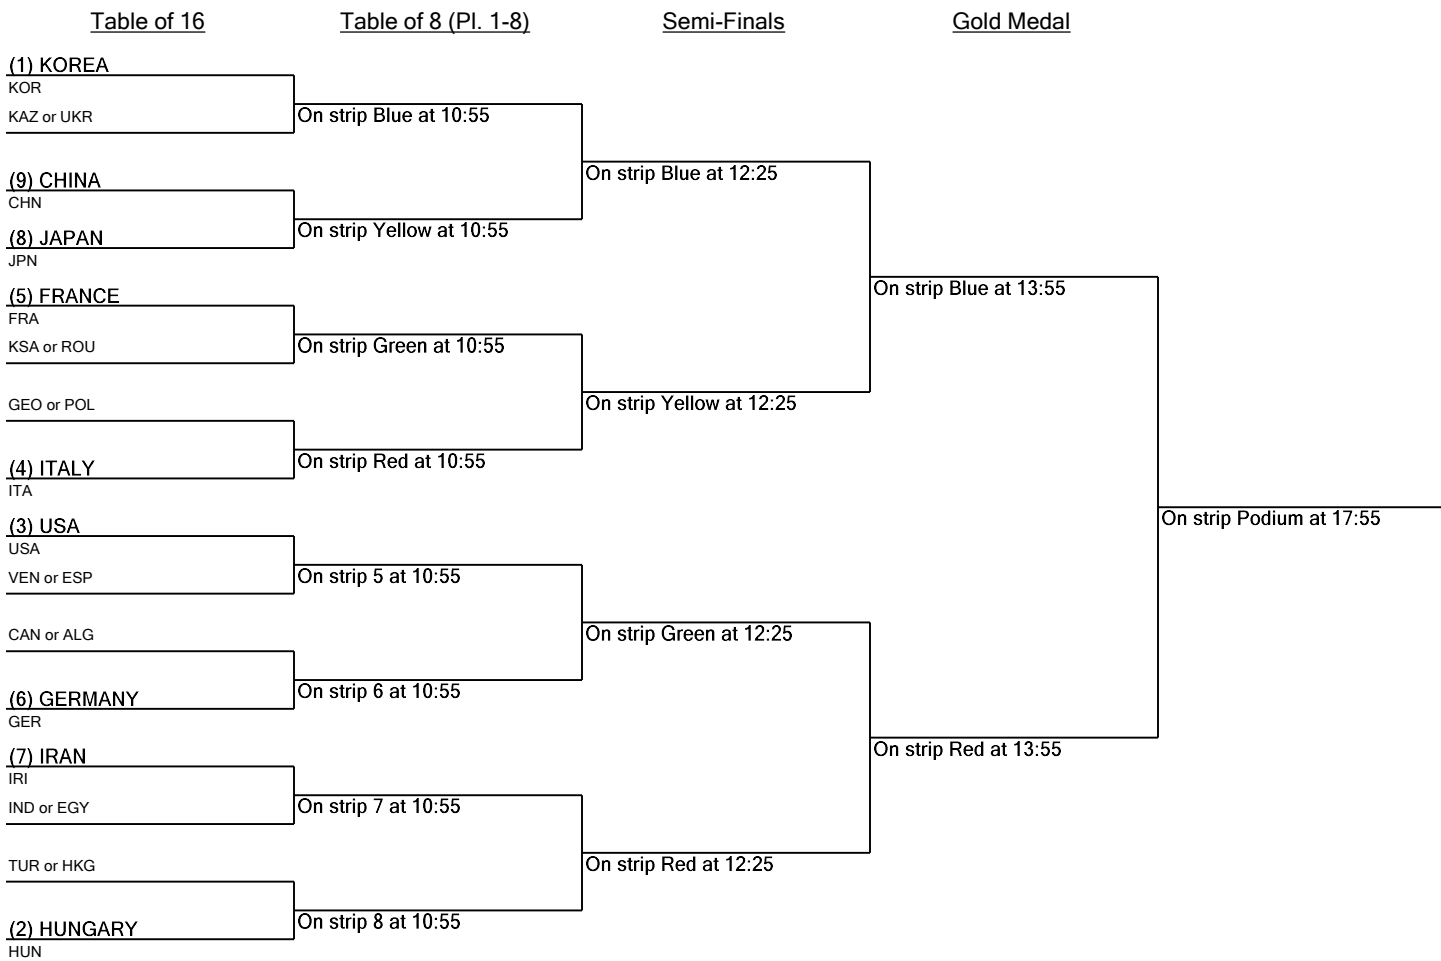 Table of 16
Table of 8 (Pl. 1-8)
Semi-Finals
Gold Medal
(1) KOREA
KOR
KAZ or UKR
On strip Blue at 10:55
(9) CHINA
CHN
(8) JAPAN
JPN
On strip Yellow at 10:55
On strip Blue at 12:25
(5) FRANCE
FRA
KSA or ROU
On strip Green at 10:55
GEO or POL
(4) ITALY
ITA
On strip Red at 10:55
On strip Yellow at 12:25
On strip Blue at 13:55
(3) USA
USA
VEN or ESP
On strip 5 at 10:55
CAN or ALG
(6) GERMANY
GER
On strip 6 at 10:55
On strip Green at 12:25
(7) IRAN
IRI
IND or EGY
On strip 7 at 10:55
TUR or HKG
(2) HUNGARY
HUN
On strip 8 at 10:55
On strip Red at 12:25
On strip Red at 13:55
On strip Podium at 17:55